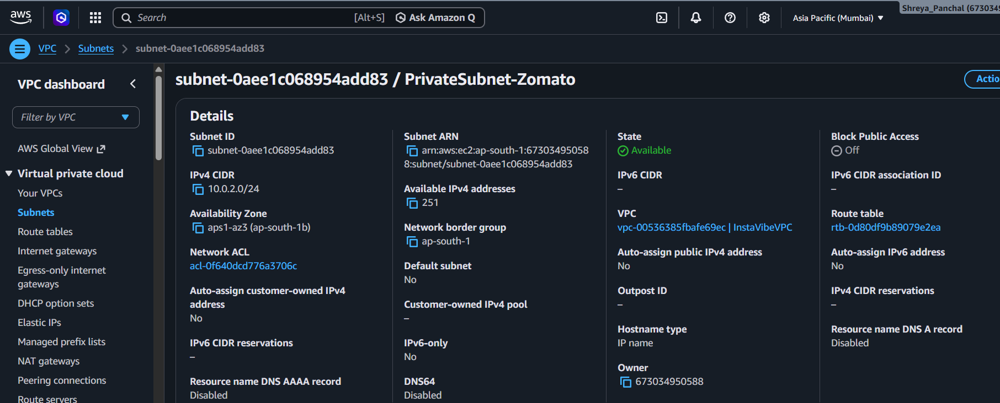 aws
Search [Alt+S] Ask Amazon Q
Asia Pacific (Mumbai) ▼
Shreya_Panchal (6730349
VPC > Subnets > subnet-0aee1c068954add83
VPC dashboard
Filter by VPC
AWS Global View
Virtual private cloud
Your VPCs
Subnets
Route tables
Internet gateways
Egress-only internet
gateways
DHCP option sets
Elastic IPs
Managed prefix lists
NAT gateways
Peering connections
Route servers
subnet-0aee1c068954add83 / PrivateSubnet-Zomato
Actio
Details
Subnet ID
subnet-0aee1c068954add83
IPv4 CIDR
10.0.2.0/24
Availability Zone
aps1-az3 (ap-south-1b)
Network ACL
acl-0f640dcd776a3706c
Auto-assign customer-owned IPv4
address
No
IPv6 CIDR reservations
–
Resource name DNS AAAA record
Disabled
Subnet ARN
arn:aws:ec2:ap-south-1:67303495058
8:subnet/subnet-0aee1c068954add83
Available IPv4 addresses
251
Network border group
ap-south-1
Default subnet
No
Customer-owned IPv4 pool
–
IPv6-only
No
DNS64
Disabled
State
Available
IPv6 CIDR
–
VPC
vpc-00536385fbafe69ec | InstaVibeVPC
Auto-assign public IPv4 address
No
Outpost ID
–
Hostname type
IP name
Owner
673034950588
Block Public Access
Off
IPv6 CIDR association ID
–
Route table
rtb-0d80df9b89079e2ea
Auto-assign IPv6 address
No
IPv4 CIDR reservations
–
Resource name DNS A record
Disabled